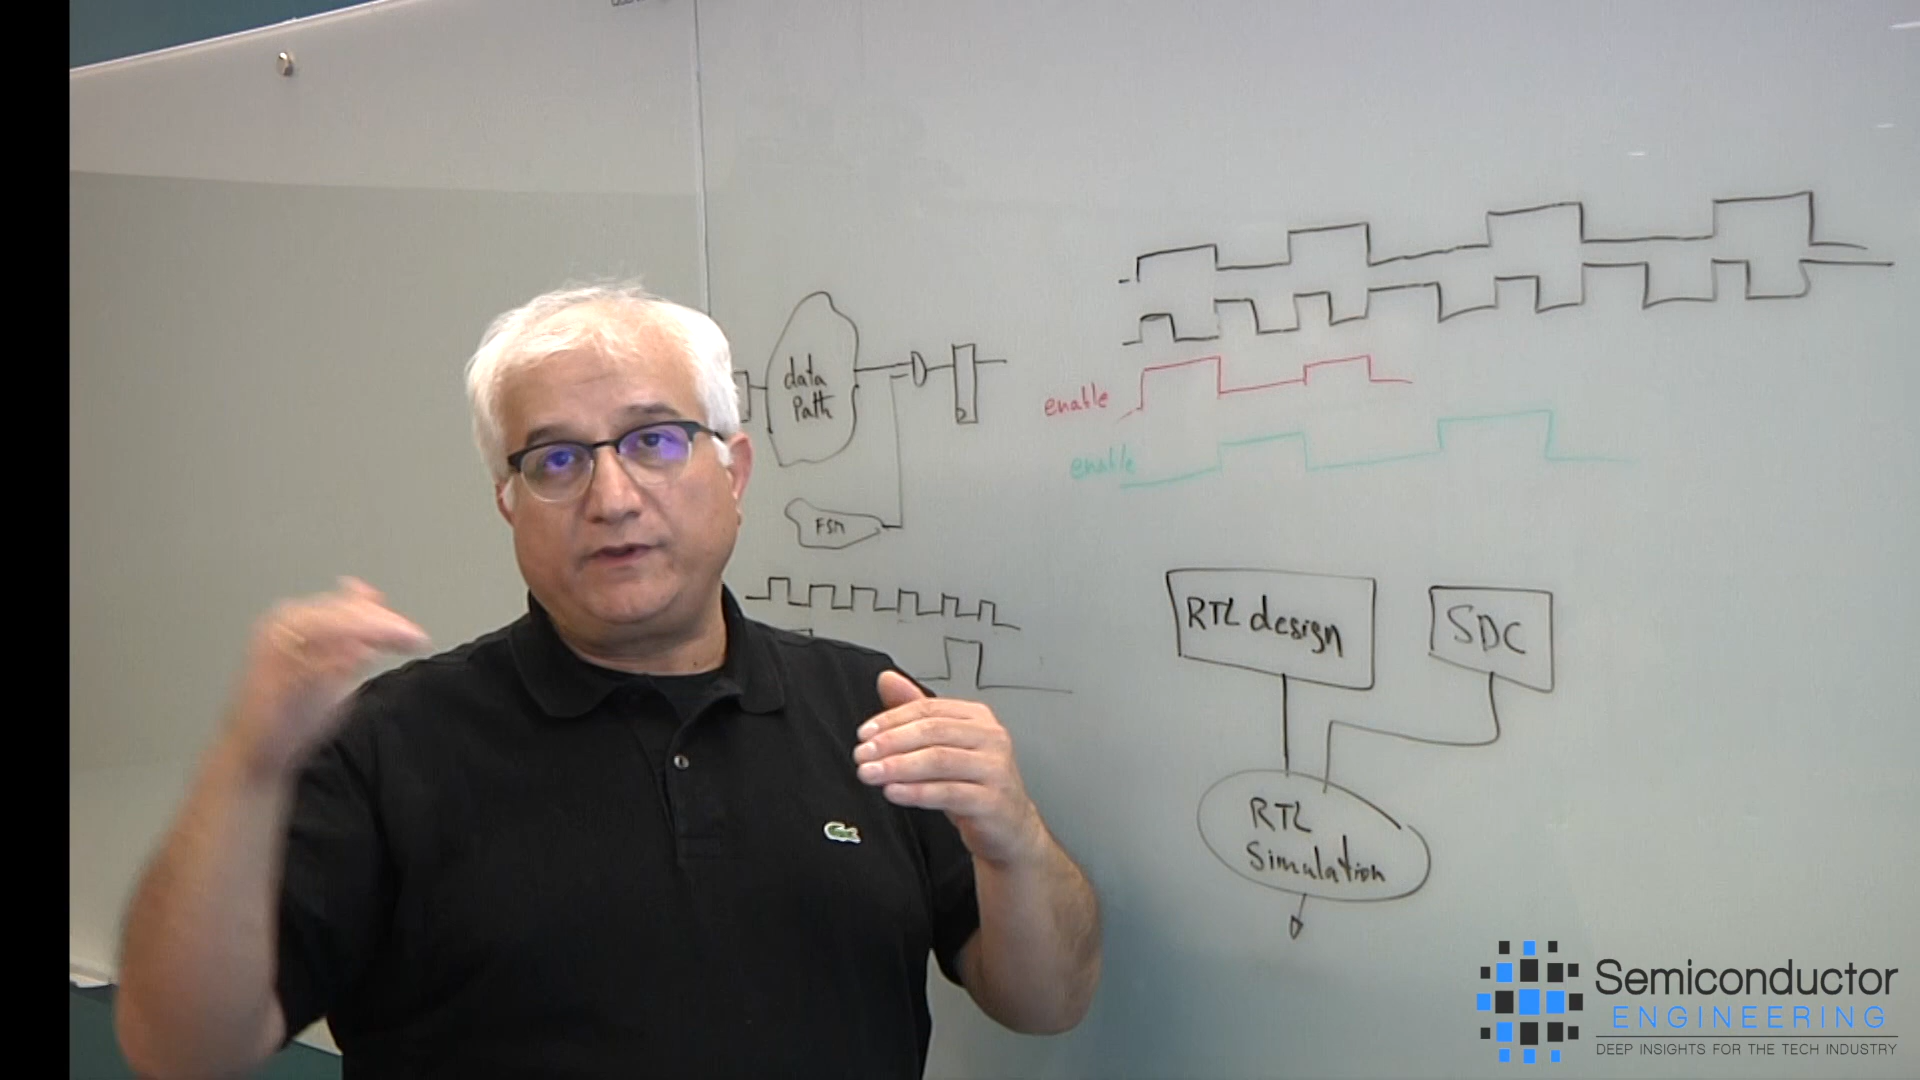 data
Path
FSM
enable
enable
RTL design
SDC
RTL
Simulation
Semiconductor
ENGINEERING
DEEP INSIGHTS FOR THE TECH INDUSTRY